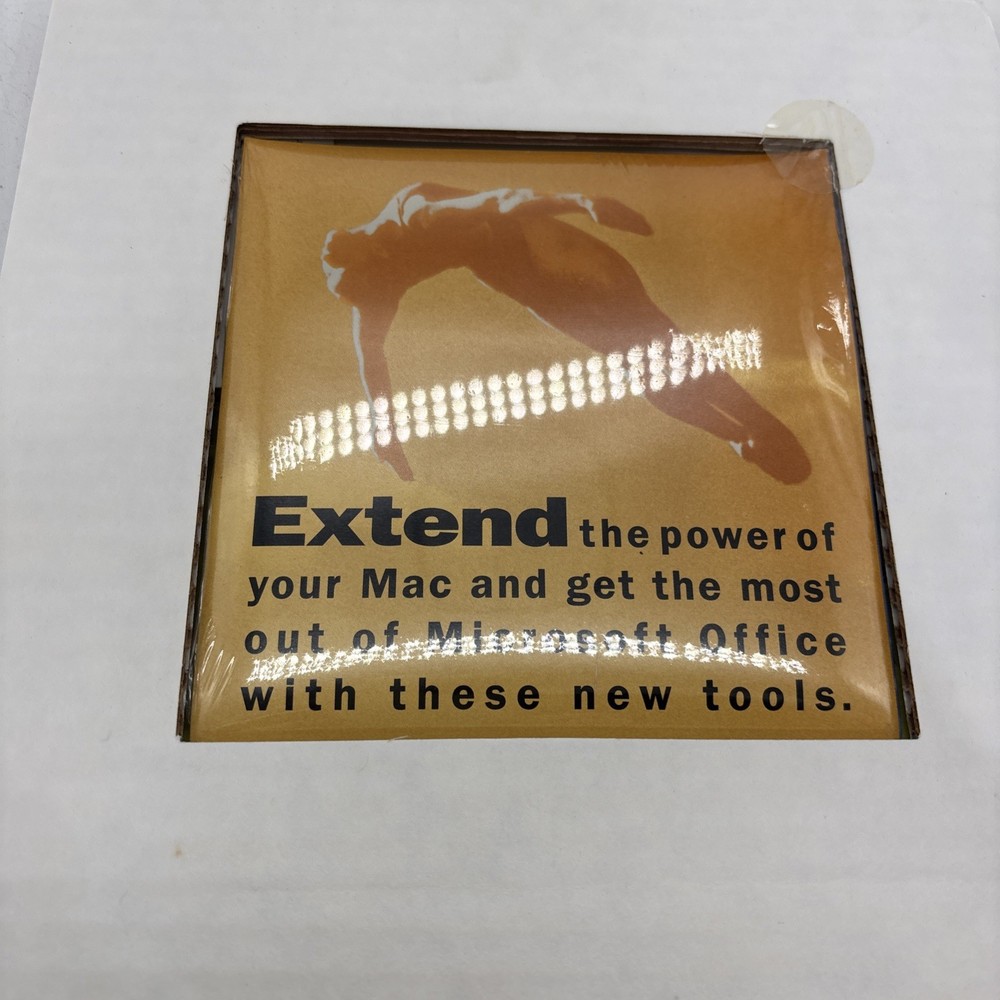 Extend the power of
your Mac and get the most
out of Microsoft Office
with these new tools.